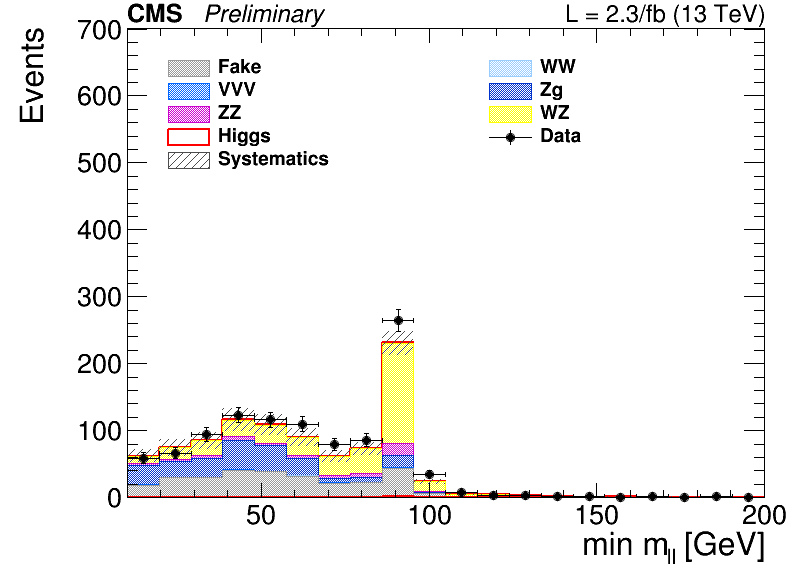 CMS Preliminary L = 2.3/fb (13 TeV)
Events
700
600
500
400
300
200
100
0
Fake
VVV
ZZ
Higgs
Systematics
WW
Zg
WZ
Data
50 100 150 200
min m_ll [GeV]